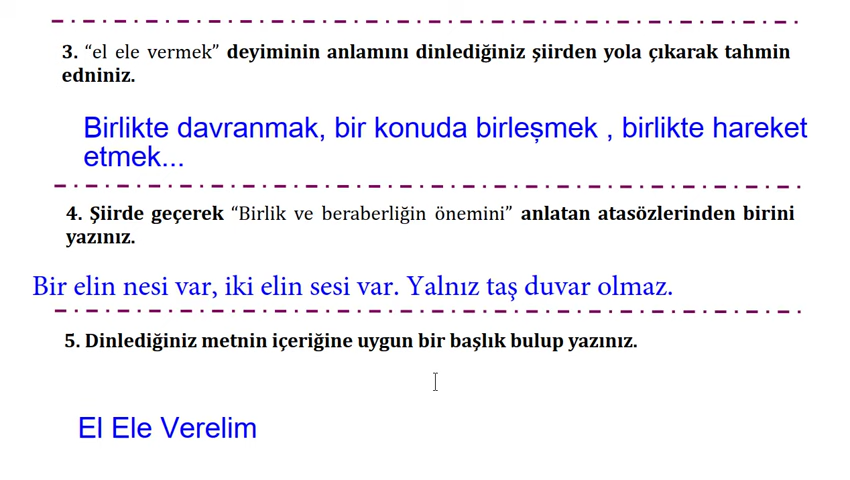 3. “el ele vermek” deyiminin anlamını dinlediğiniz şiirden yola çıkarak tahmin
edniniz.
Birlikte davranmak, bir konuda birleşmek , birlikte hareket
etmek...
4. Şiirde geçerek “Birlik ve beraberliğin önemini” anlatan atasözlerinden birini
yazınız.
Bir elin nesi var, iki elin sesi var. Yalnız taş duvar olmaz.
5. Dinlediğiniz metnin içeriğine uygun bir başlık bulup yazınız.
El Ele Verelim